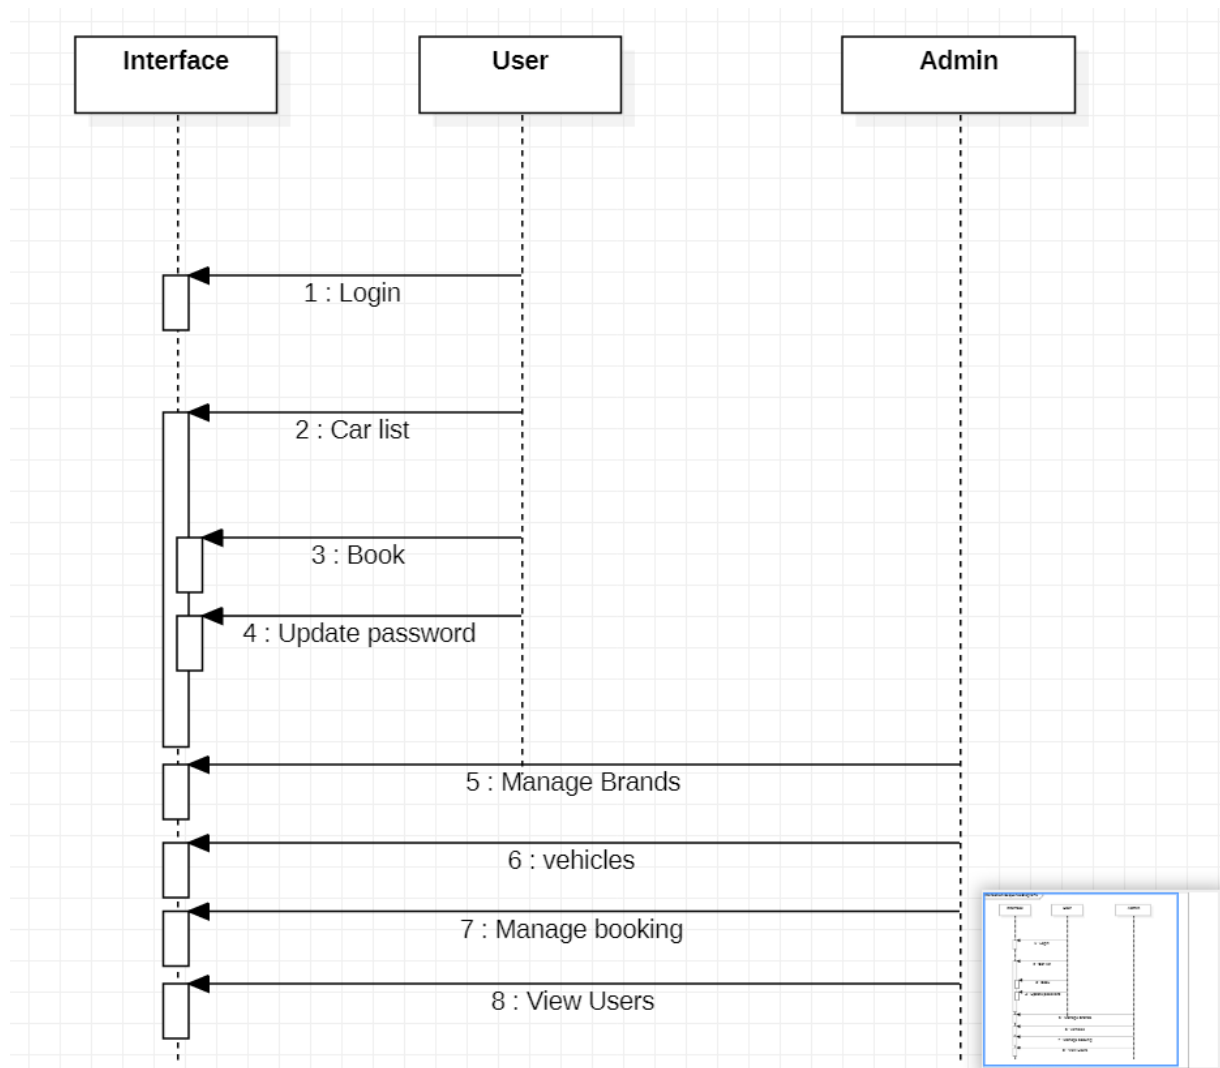 Interface
User
Admin
1 : Login
2 : Car list
3 : Book
4 : Update password
5 : Manage Brands
6 : vehicles
7 : Manage booking
8 : View Users